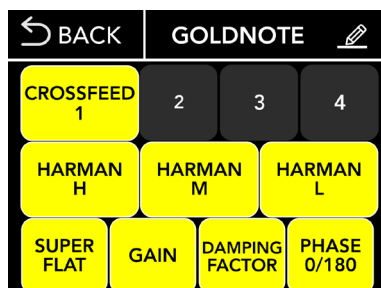 BACK GOLDNOTE
CROSSFEED
1 2 3 4
HARMAN
H HARMAN
M HARMAN
L
SUPER
FLAT GAIN DAMPING
FACTOR PHASE
0/180